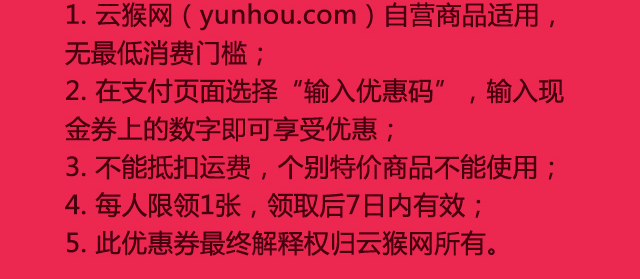 1. 云猴网（yunhou.com）自营商品适用，
无最低消费门槛；
2. 在支付页面选择“输入优惠码”，输入现
金券上的数字即可享受优惠；
3. 不能抵扣运费，个别特价商品不能使用；
4. 每人限领1张，领取后7日内有效；
5. 此优惠券最终解释权归云猴网所有。